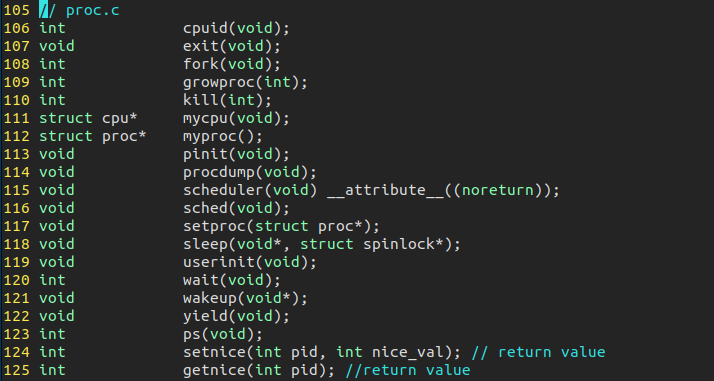 105 // proc.c
106 int             cpuid(void);
107 void            exit(void);
108 int             fork(void);
109 int             growproc(int);
110 int             kill(int);
111 struct cpu*     mycpu(void);
112 struct proc*    myproc();
113 void            pinit(void);
114 void            procdump(void);
115 void            scheduler(void) __attribute__((noreturn));
116 void            sched(void);
117 void            setproc(struct proc*);
118 void            sleep(void*, struct spinlock*);
119 void            userinit(void);
120 int             wait(void);
121 void            wakeup(void*);
122 void            yield(void);
123 int             ps(void);
124 int             setnice(int pid, int nice_val); // return value
125 int             getnice(int pid); //return value